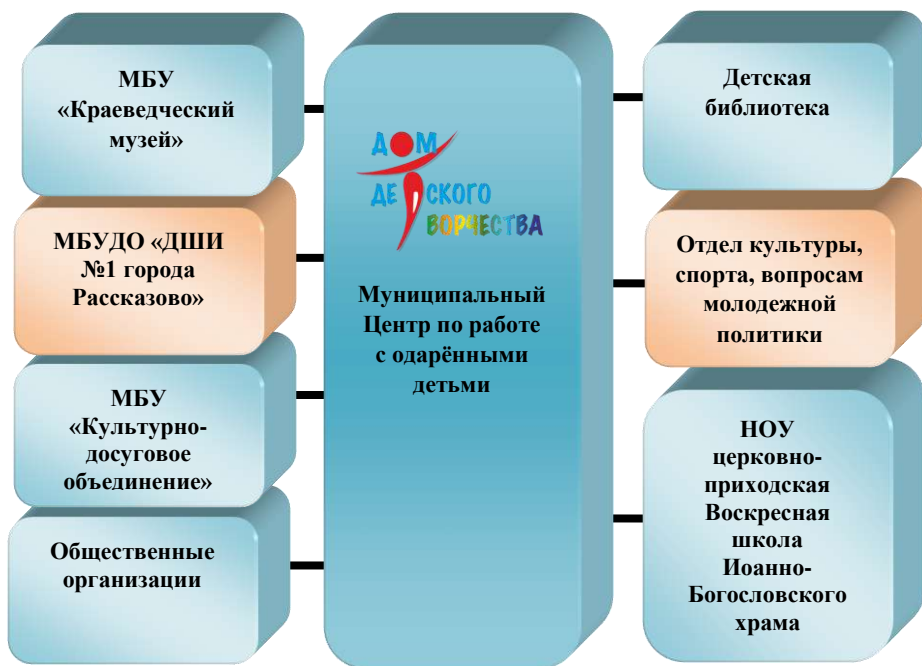 МБУ
«Краеведческий
музей»
МБУДО «ДШИ
№1 города
Рассказово»
МБУ
«Культурно-
досуговое
объединение»
Общественные
организации
ДОМ
ДЕТСКОГО
ТВОРЧЕСТВА
Муниципальный
Центр по работе
с одарёнными
детьми
Детская
библиотека
Отдел культуры,
спорта, вопросам
молодежной
политики
НОУ
церковно-
приходская
Воскресная
школа
Иоанно-
Богословского
храма